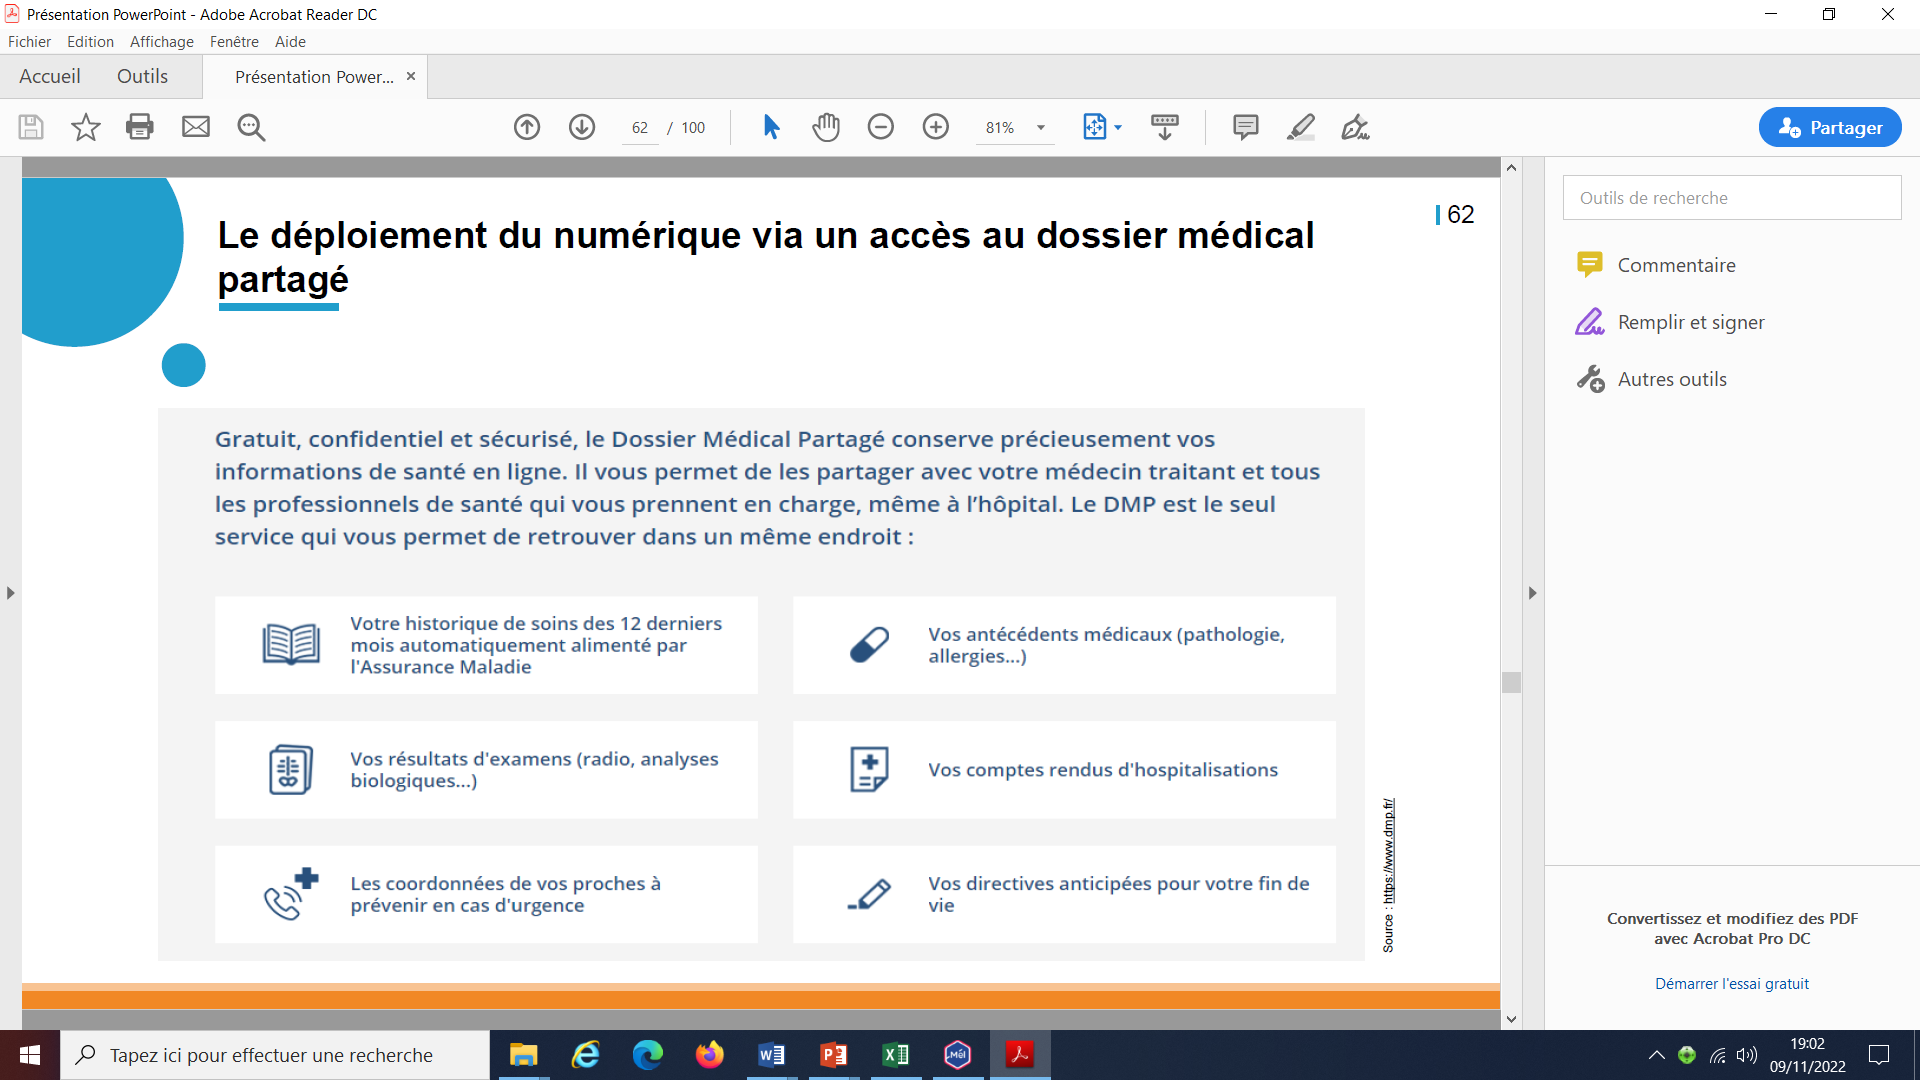 Présentation PowerPoint - Adobe Acrobat Reader DC
Fichier Edition Affichage Fenêtre Aide
Accueil Outils Présentation Power... ×
62 / 100 81% Partager
Le déploiement du numérique via un accès au dossier médical
partagé
62
Gratuit, confidentiel et sécurisé, le Dossier Médical Partagé conserve précieusement vos
informations de santé en ligne. Il vous permet de les partager avec votre médecin traitant et tous
les professionnels de santé qui vous prennent en charge, même à l’hôpital. Le DMP est le seul
service qui vous permet de retrouver dans un même endroit :
Votre historique de soins des 12 derniers
mois automatiquement alimenté par
l'Assurance Maladie
Vos antécédents médicaux (pathologie,
allergies...)
Vos résultats d'examens (radio, analyses
biologiques...)
Vos comptes rendus d'hospitalisations
Les coordonnées de vos proches à
prévenir en cas d'urgence
Vos directives anticipées pour votre fin de
vie
Source : https://www.dmp.fr/
Outils de recherche
Commentaire
Remplir et signer
Autres outils
Convertissez et modifiez des PDF
avec Acrobat Pro DC
Démarrer l'essai gratuit
Tapez ici pour effectuer une recherche
19:02
09/11/2022